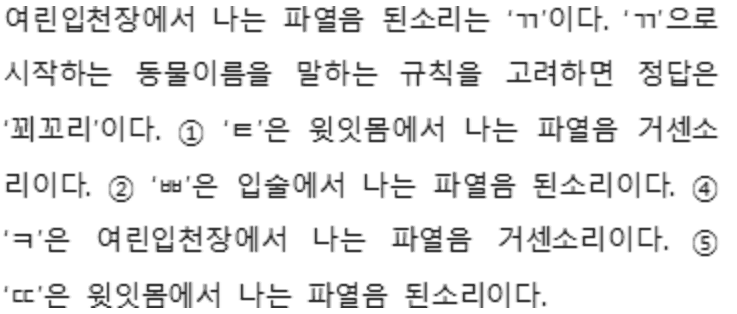 여린입천장에서 나는 파열음 된소리는 ‘ㄲ’이다. ‘ㄲ’으로
시작하는 동물이름을 말하는 규칙을 고려하면 정답은
‘꾀꼬리’이다. ① ‘ㅌ’은 윗잇몸에서 나는 파열음 거센소
리이다. ② ‘ㅃ’은 입술에서 나는 파열음 된소리이다. ④
‘ㅋ’은 여린입천장에서 나는 파열음 거센소리이다. ⑤
‘ㄸ’은 윗잇몸에서 나는 파열음 된소리이다.